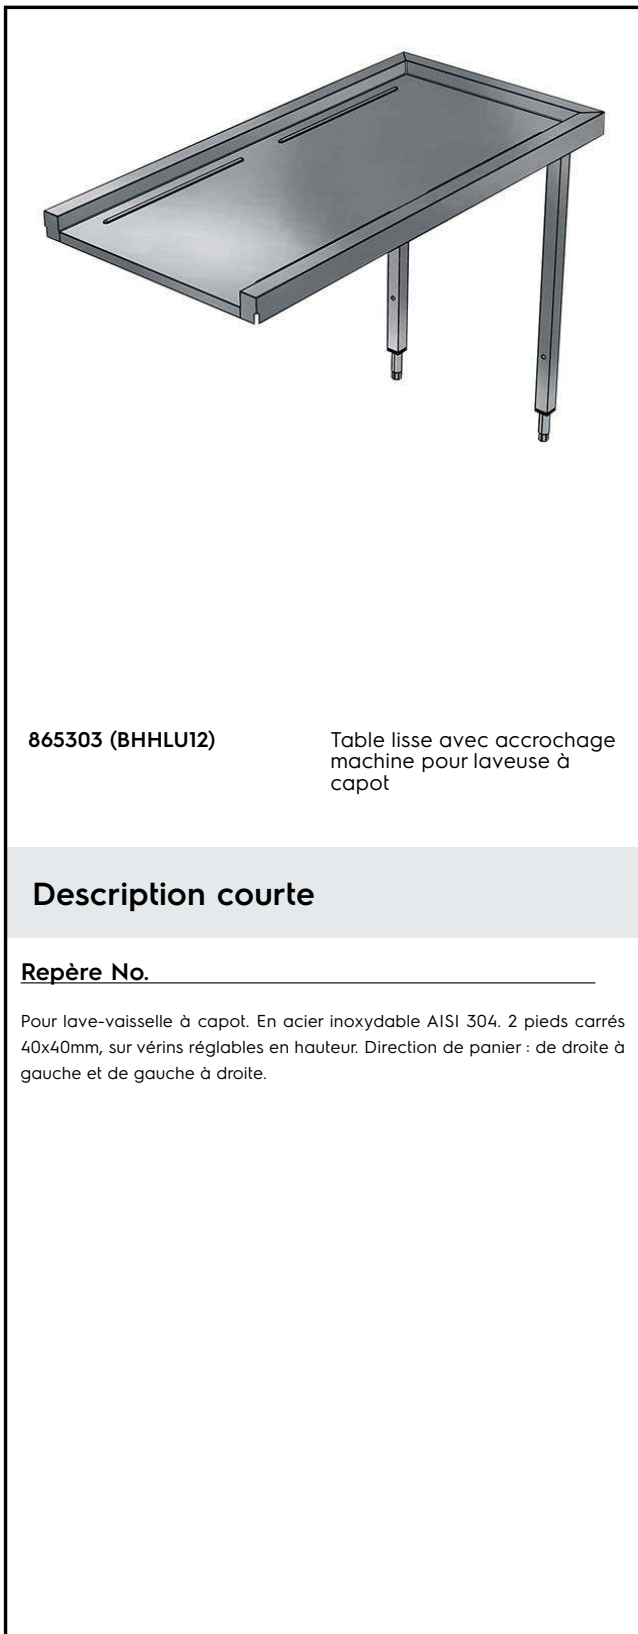 865303 (BHHLU12)
Table lisse avec accrochage
machine pour laveuse à
capot
Description courte
Repère No.
Pour lave-vaisselle à capot. En acier inoxydable AISI 304. 2 pieds carrés
40x40mm, sur vérins réglables en hauteur. Direction de panier : de droite à
gauche et de gauche à droite.